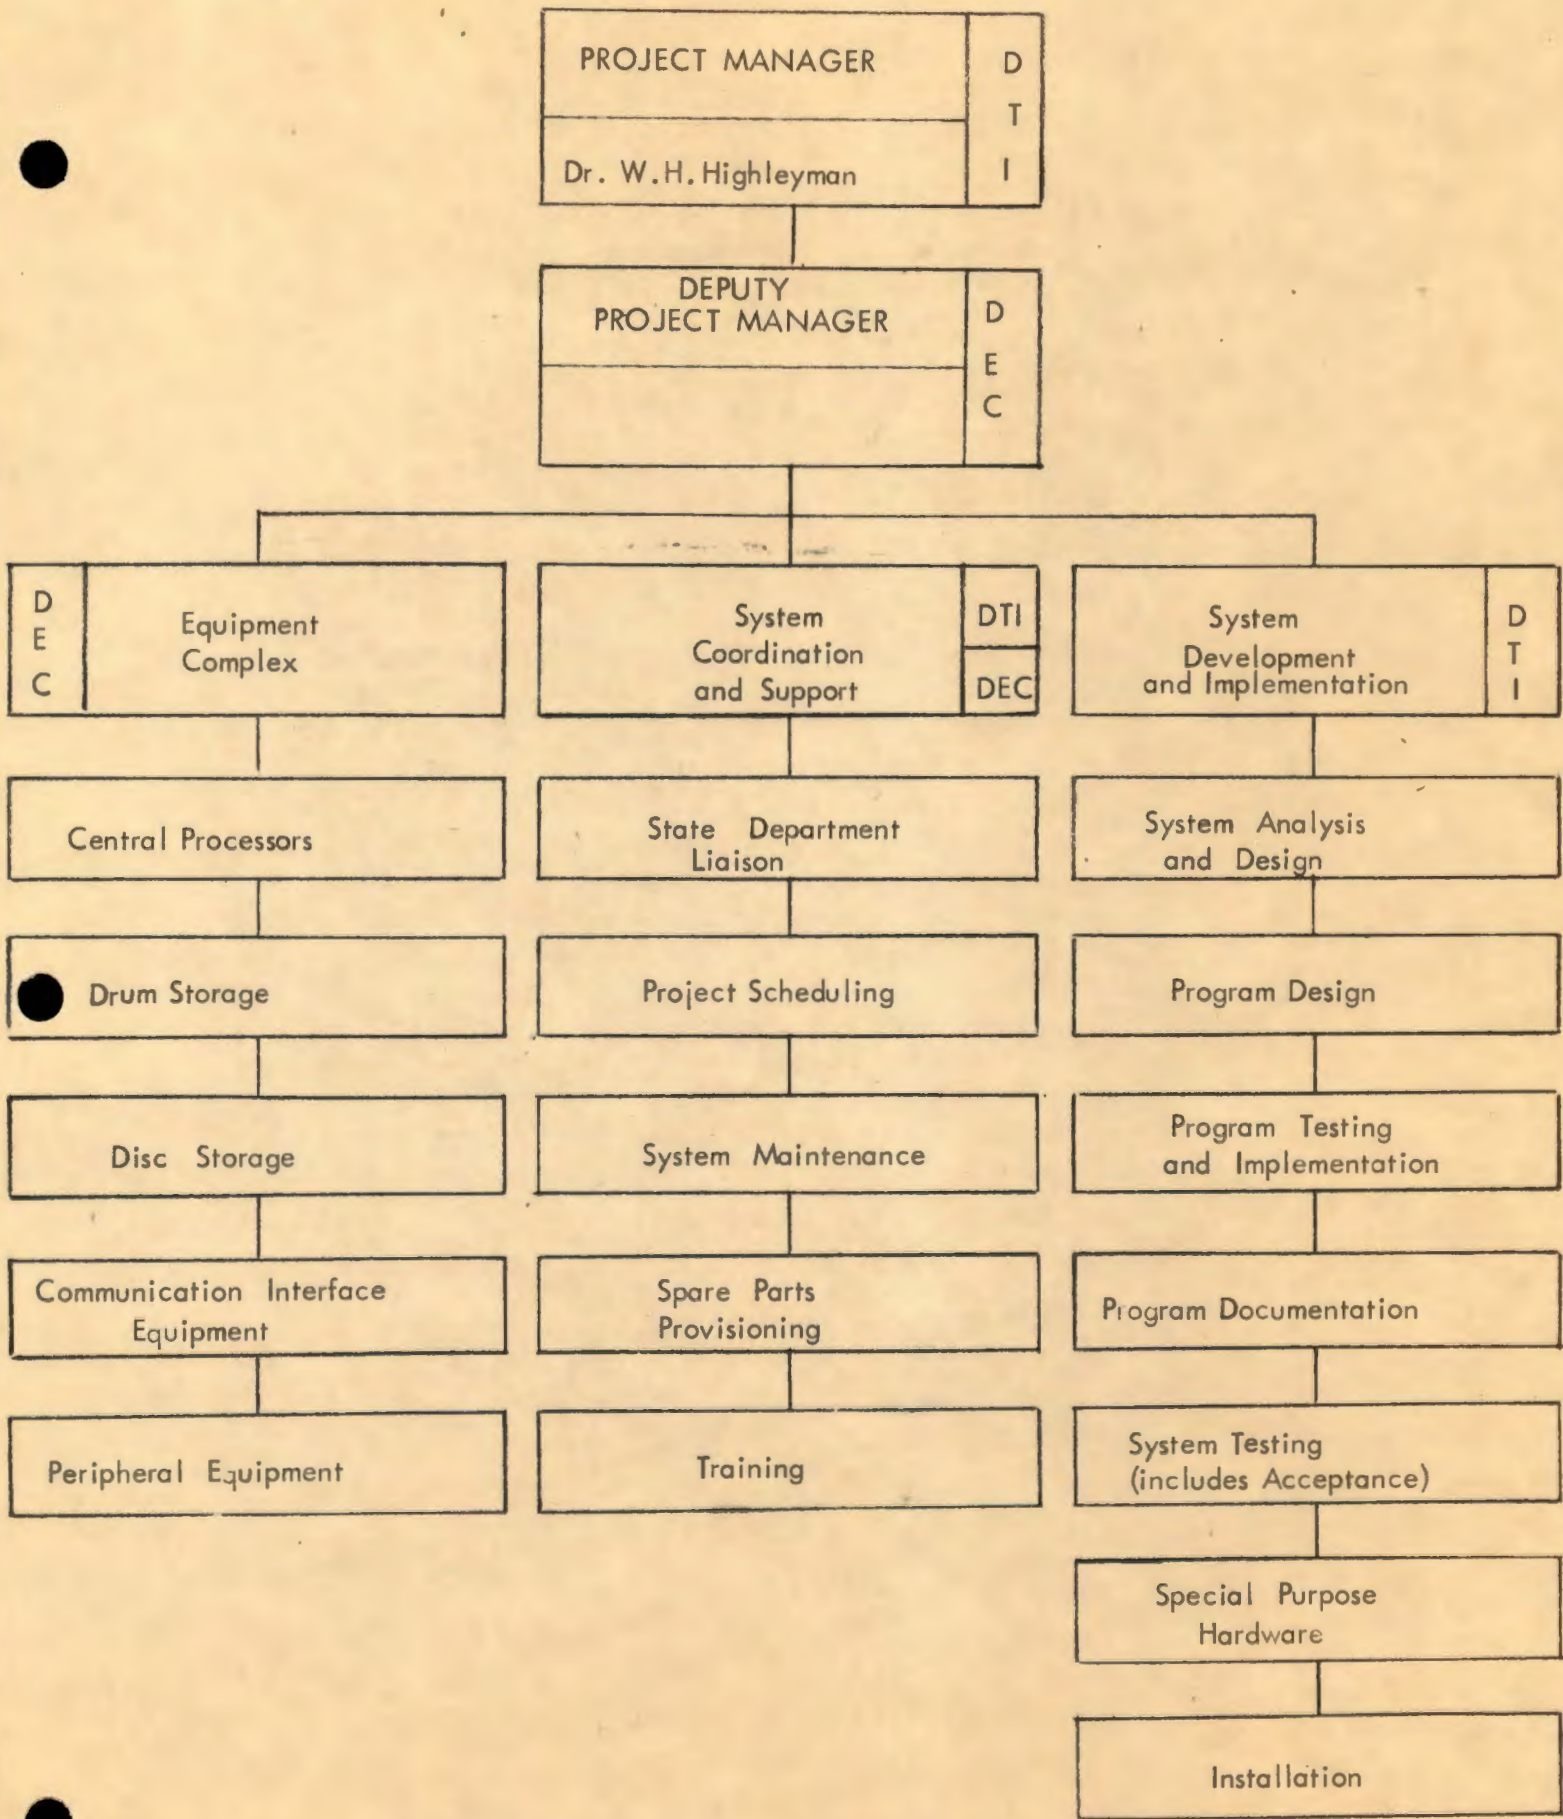 PROJECT MANAGER
D
T
I
Dr. W.H.Highleyman
DEPUTY
PROJECT MANAGER
D
E
C
D
E
C
Equipment
Complex
System
Coordination
and Support
DTI
DEC
System
Development
and Implementation
D
T
I
Central Processors
Drum Storage
Disc Storage
Communication Interface
Equipment
Peripheral Equipment
State Department
Liaison
Project Scheduling
System Maintenance
Spare Parts
Provisioning
Training
System Analysis
and Design
Program Design
Program Testing
and Implementation
Program Documentation
System Testing
(includes Acceptance)
Special Purpose
Hardware
Installation